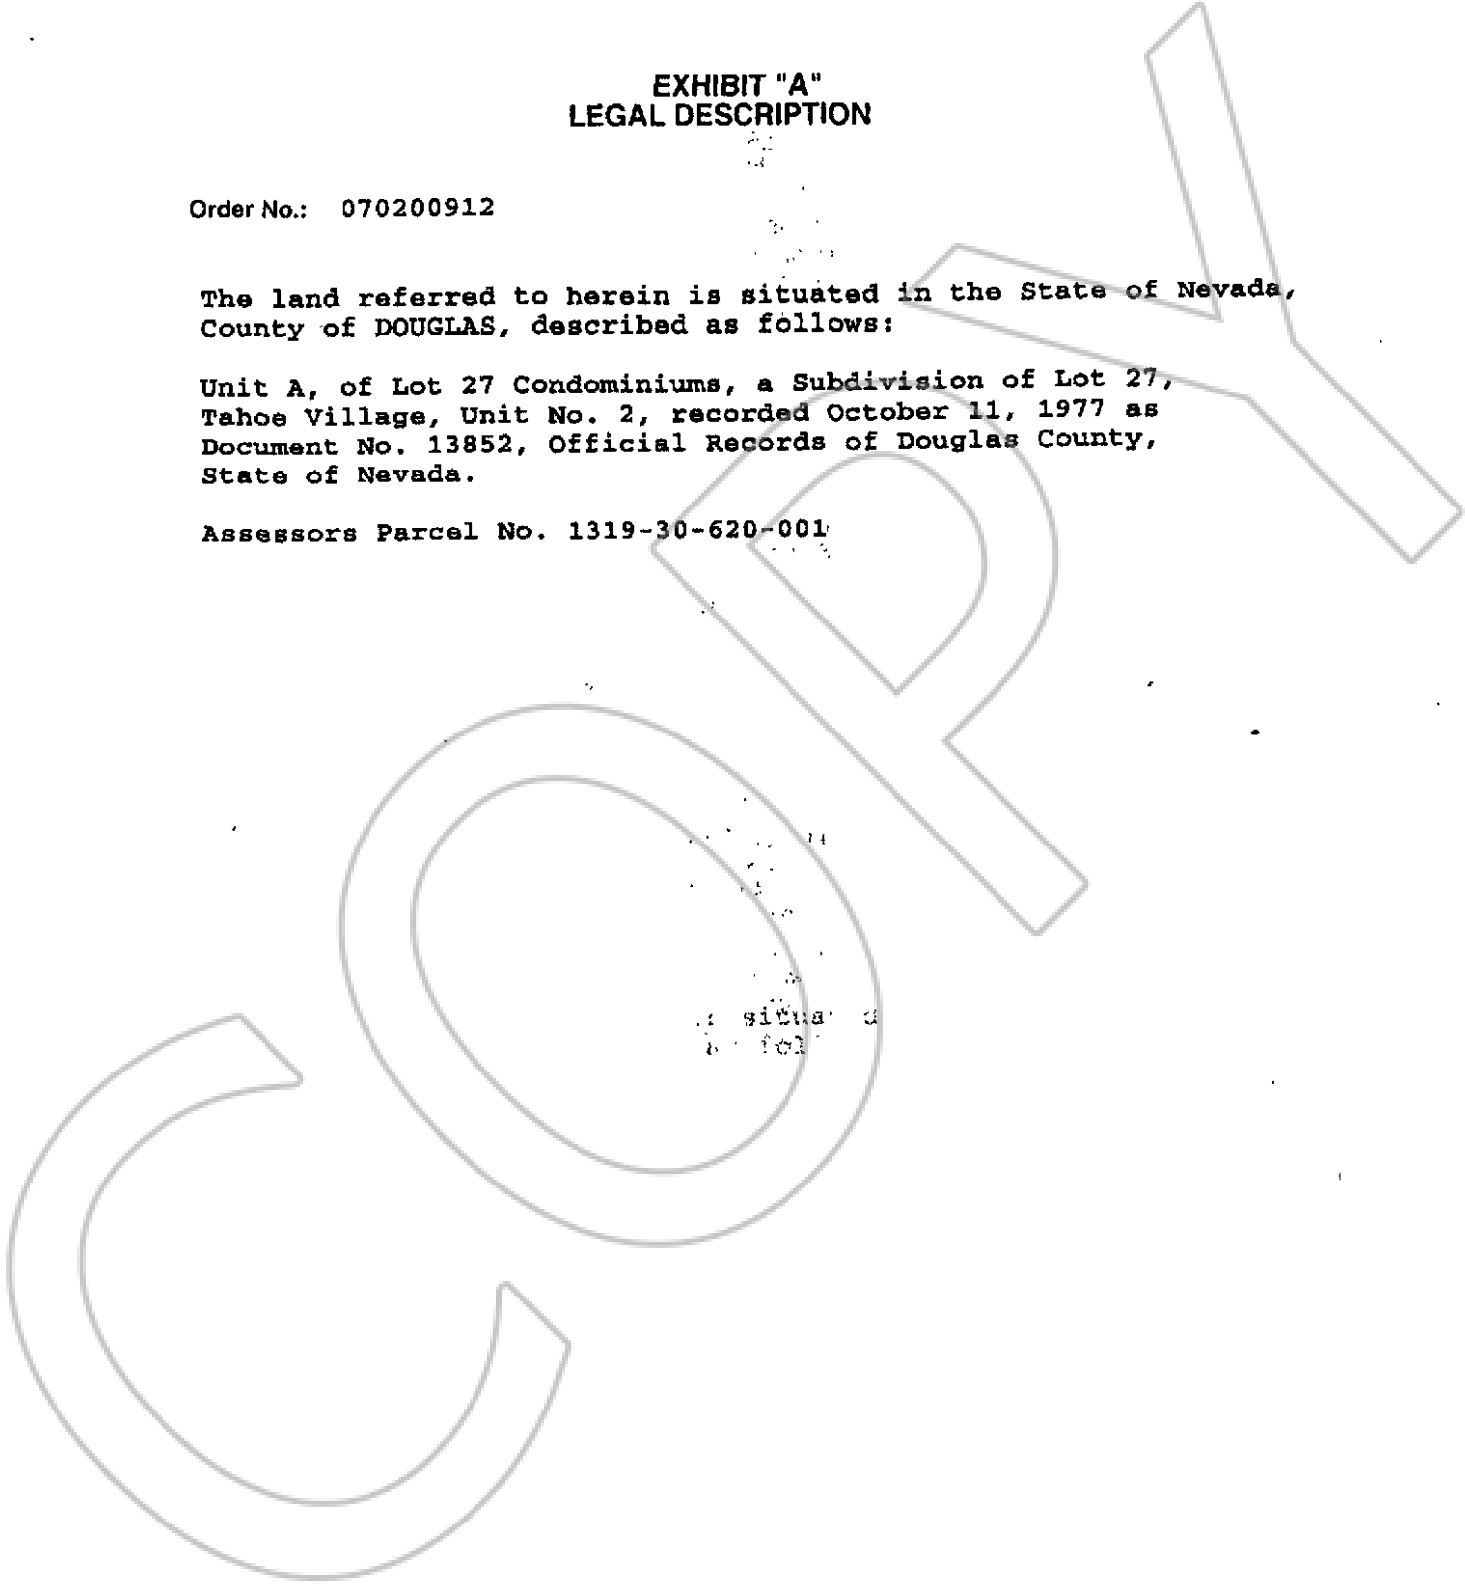 EXHIBIT "A"
LEGAL DESCRIPTION
Order No.: 070200912
The land referred to herein is situated in the State of Nevada,
County of DOUGLAS, described as follows:
Unit A, of Lot 27 Condominiums, a Subdivision of Lot 27,
Tahoe Village, Unit No. 2, recorded October 11, 1977 as
Document No. 13852, Official Records of Douglas County,
State of Nevada.
Assessors Parcel No. 1319-30-620-001
COPY